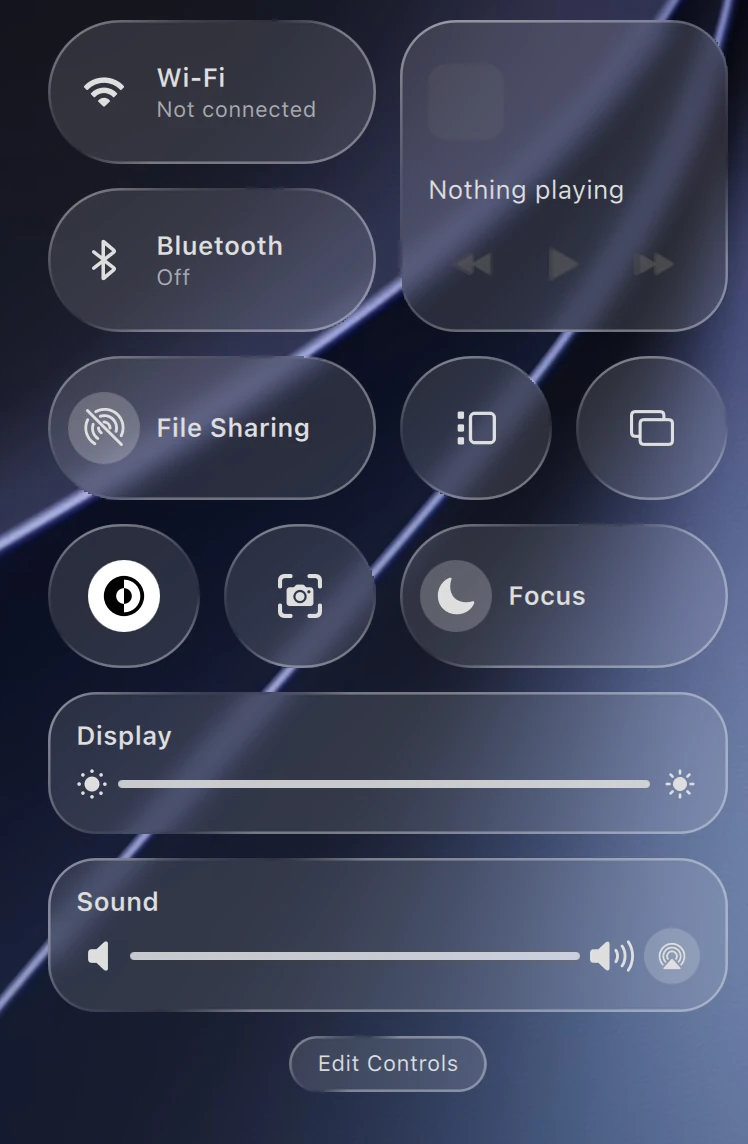 Wi-Fi
Not connected
Nothing playing
Bluetooth
Off
File Sharing
Focus
Display
Sound
Edit Controls